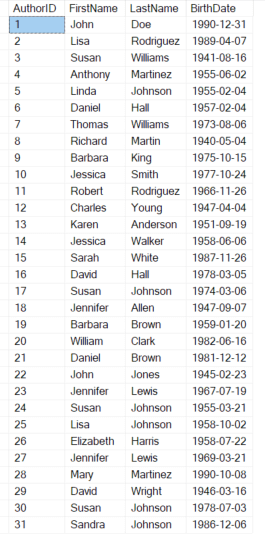 AuthorID FirstName LastName BirthDate
1 John Doe 1990-12-31
2 Lisa Rodriguez 1989-04-07
3 Susan Williams 1941-08-16
4 Anthony Martinez 1955-06-02
5 Linda Johnson 1955-02-04
6 Daniel Hall 1957-02-04
7 Thomas Williams 1973-08-06
8 Richard Martin 1940-05-04
9 Barbara King 1975-10-15
10 Jessica Smith 1977-10-24
11 Robert Rodriguez 1966-11-26
12 Charles Young 1947-04-04
13 Karen Anderson 1951-09-19
14 Jessica Walker 1958-06-06
15 Sarah White 1987-11-26
16 David Hall 1978-03-05
17 Susan Johnson 1974-03-06
18 Jennifer Allen 1947-09-07
19 Barbara Brown 1959-01-20
20 William Clark 1982-06-16
21 Daniel Brown 1981-12-12
22 John Jones 1945-02-23
23 Jennifer Lewis 1967-07-19
24 Susan Johnson 1955-03-21
25 Lisa Johnson 1958-10-02
26 Elizabeth Harris 1958-07-22
27 Jennifer Lewis 1969-03-21
28 Mary Martinez 1990-10-08
29 David Wright 1946-03-16
30 Susan Johnson 1978-07-03
31 Sandra Johnson 1986-12-06